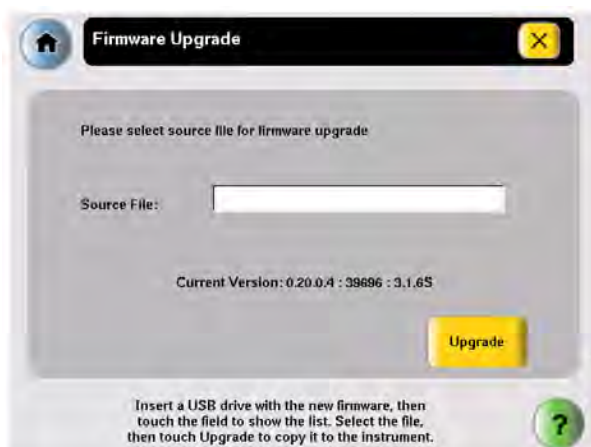 Firmware Upgrade
Please select source file for firmware upgrade
Source File:
Current Version: 0.20.0.4 : 39696 : 3.1.6S
Upgrade
Insert a USB drive with the new firmware, then
touch the field to show the list. Select the file,
then touch Upgrade to copy it to the instrument.
?